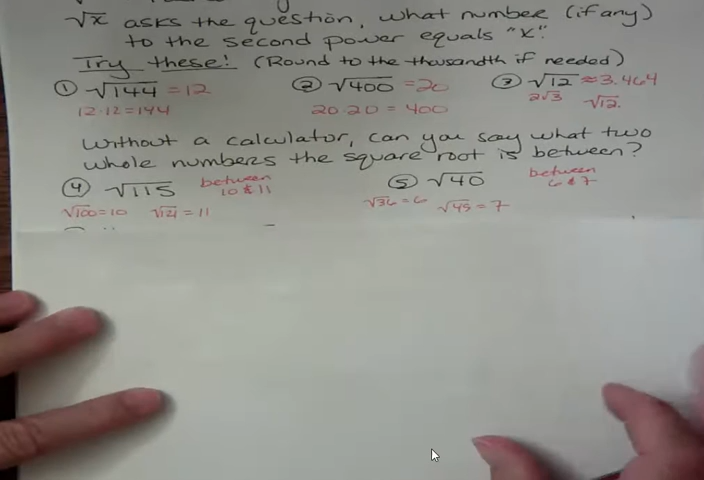 √x asks the question, what number (if any)
to the second power equals "x".
Try these! (Round to the thousandth if needed)
① √144 = 12 ② √400 = 20 ③ √12 ≈ 3.464
12·12 = 144 20·20 = 400 2√3 √12.
Without a calculator, can you say what two
whole numbers the square root is between?
④ √115 between 10 & 11 ⑤ √40 between 6 & 7
√100 = 10 √121 = 11 √36 = 6 √45 = 7